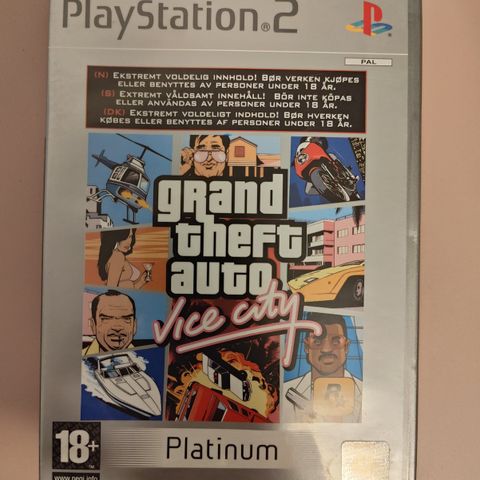 PlayStation®2
PAL
(N) EKSTREMT VOLDELIG INNHOLD! BØR VERKEN KJØPES
ELLER BENYTTES AV PERSONER UNDER 18 ÅR.
(S) EXTREMT VÅLDSAMT INNEHÅLL! BÖR INTE KÖPAS
ELLER ANVÄNDAS AV PERSONER UNDER 18 ÅR.
(DK) EKSTREMT VOLDELIGT INDHOLD! BØR HVERKEN
KØBES ELLER BENYTTES AF PERSONER UNDER 18 ÅR.
grand
theft
auto
Vice City
R
18+
www.pegi.info
Platinum